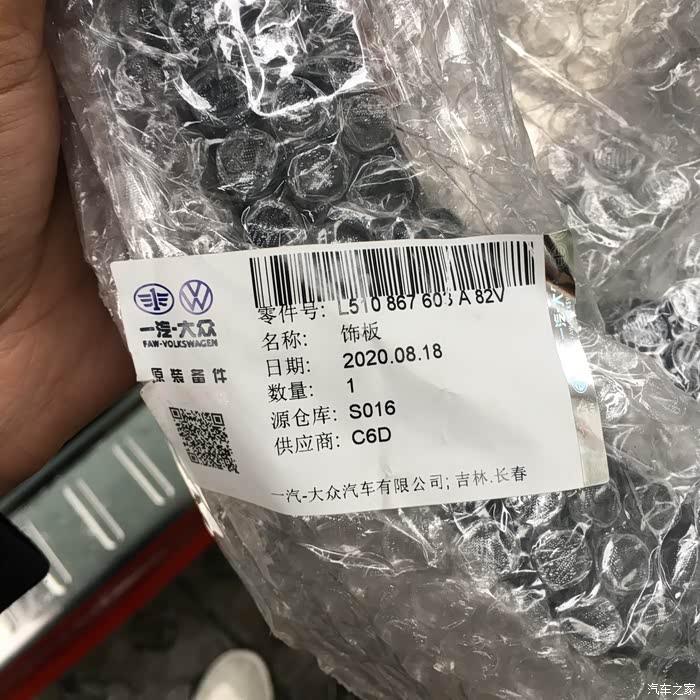 一汽-大众
FAW-VOLKSWAGEN
原装备件
零件号: L510 867 603 A 82V
名称: 饰板
日期: 2020.08.18
数量: 1
源仓库: S016
供应商: C6D
一汽-大众汽车有限公司; 吉林.长春
汽车之家